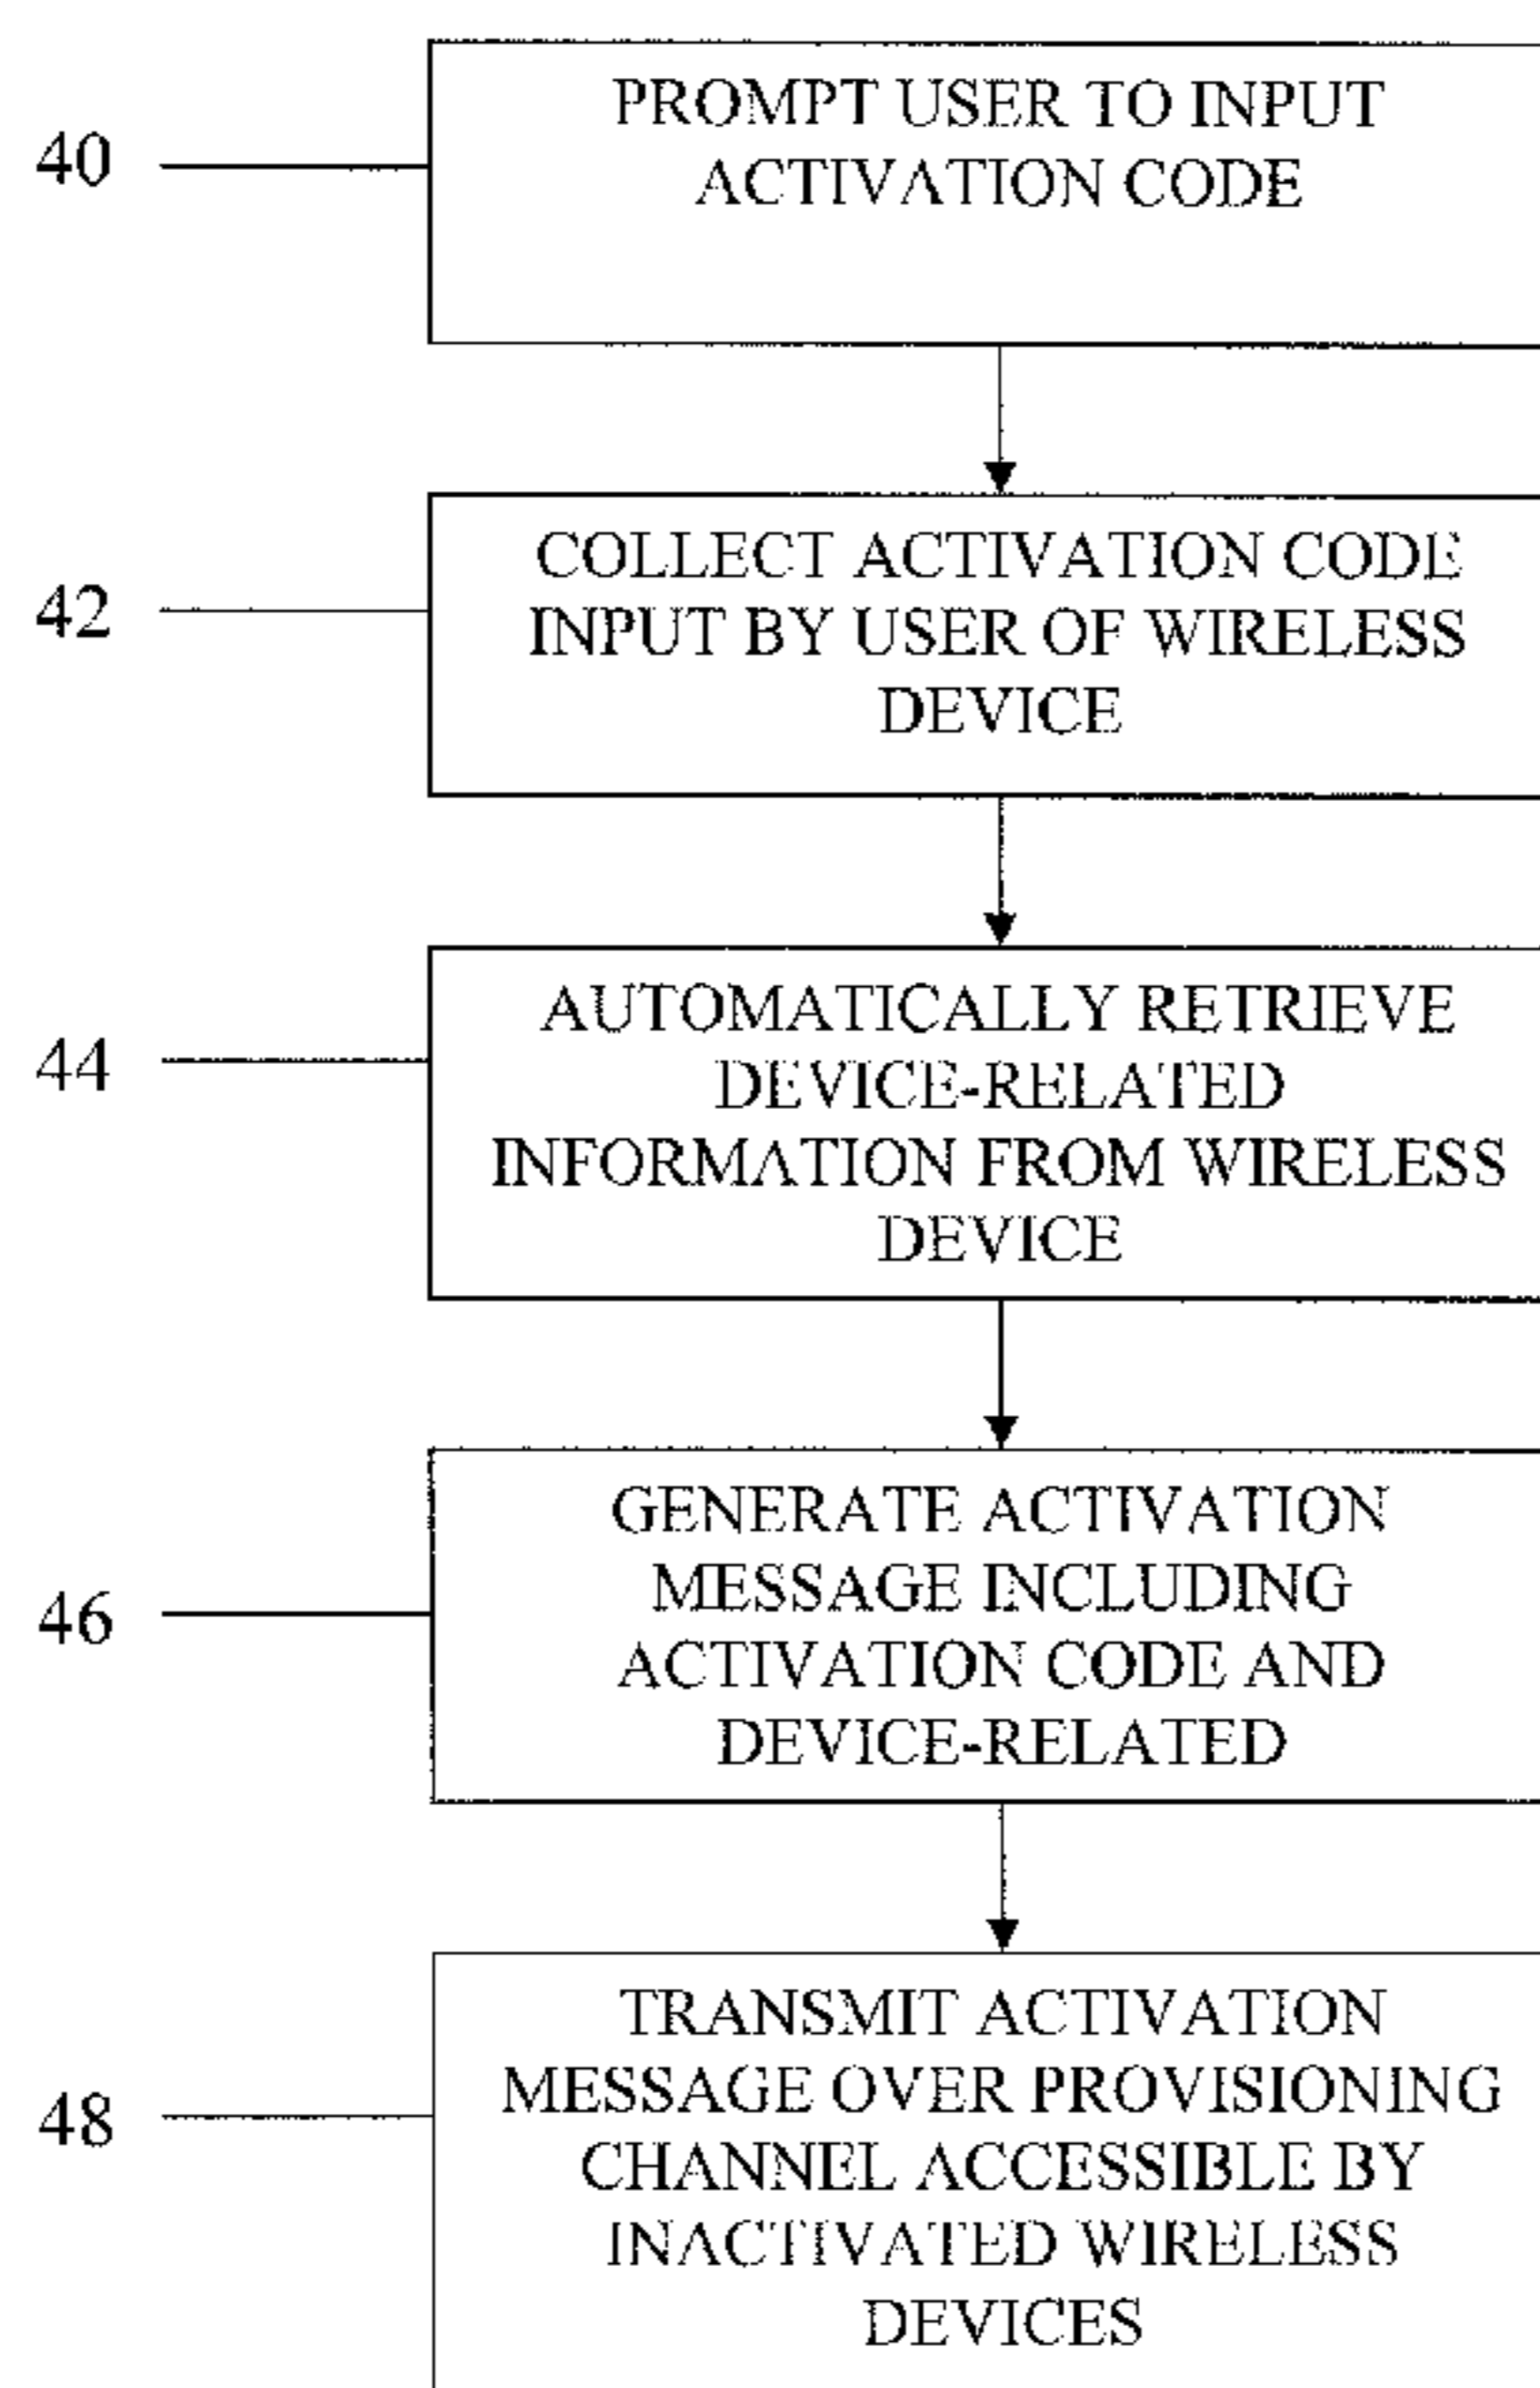 40
PROMPT USER TO INPUT
ACTIVATION CODE
42
COLLECT ACTIVATION CODE
INPUT BY USER OF WIRELESS
DEVICE
44
AUTOMATICALLY RETRIEVE
DEVICE-RELATED
INFORMATION FROM WIRELESS
DEVICE
46
GENERATE ACTIVATION
MESSAGE INCLUDING
ACTIVATION CODE AND
DEVICE-RELATED
48
TRANSMIT ACTIVATION
MESSAGE OVER PROVISIONING
CHANNEL ACCESSIBLE BY
INACTIVATED WIRELESS
DEVICES